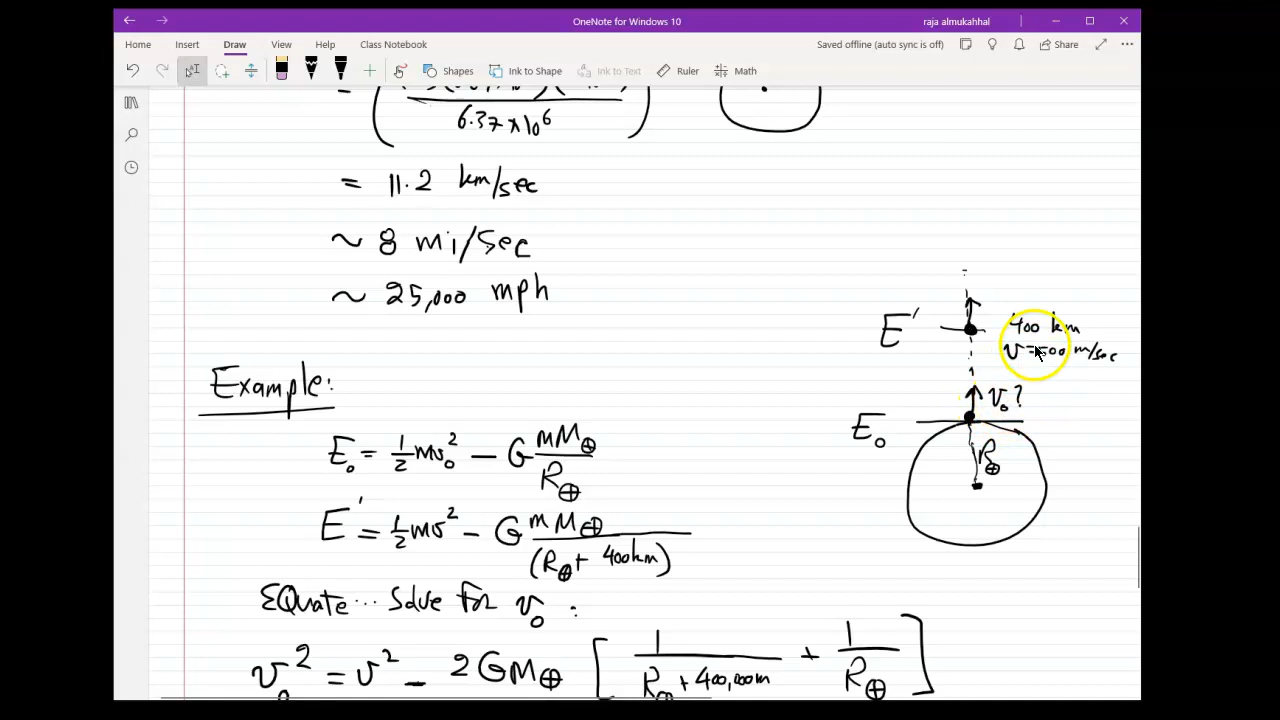 OneNote for Windows 10
raja almukahhal
Home Insert Draw View Help Class Notebook
Saved offline (auto sync is off)
Share
Shapes Ink to Shape Ink to Text Ruler Math
6.37 × 10⁶
= 11.2 km/sec
~ 8 mi/sec
~ 25,000 mph
E' 400 km
m/sec
v₀?
E₀
R⊕
Example:
E₀ = ½mv₀² − G mM⊕ / R⊕
E' = ½mv² − G mM⊕ / (R⊕ + 400km)
EQuate... Solve for v₀ :
v₀² = v² − 2GM⊕ [ 1 / R⊕ + 400,000m + 1 / R⊕ ]